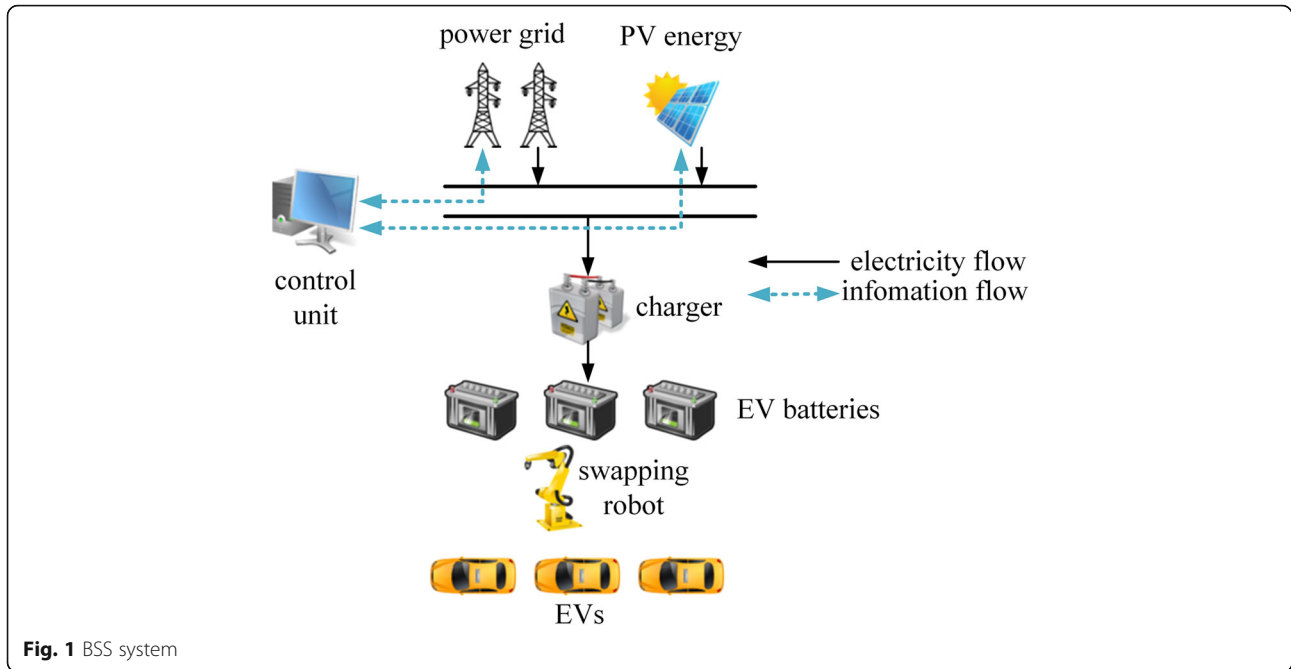 power grid
PV energy
control
unit
electricity flow
infomation flow
charger
EV batteries
swapping
robot
EVs
Fig. 1 BSS system